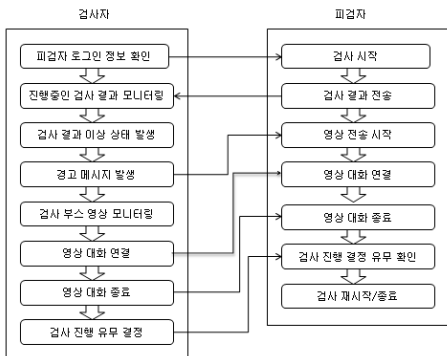 검사자
피검자 로그인 정보 확인
진행중인 검사 결과 모니터링
검사 결과 이상 상태 발생
경고 메시지 발생
검사 부스 영상 모니터링
영상 대화 연결
영상 대화 종료
검사 진행 유무 결정
피검자
검사 시작
검사 결과 전송
영상 전송 시작
영상 대화 연결
영상 대화 종료
검사 진행 결정 유무 확인
검사 재시작/종료